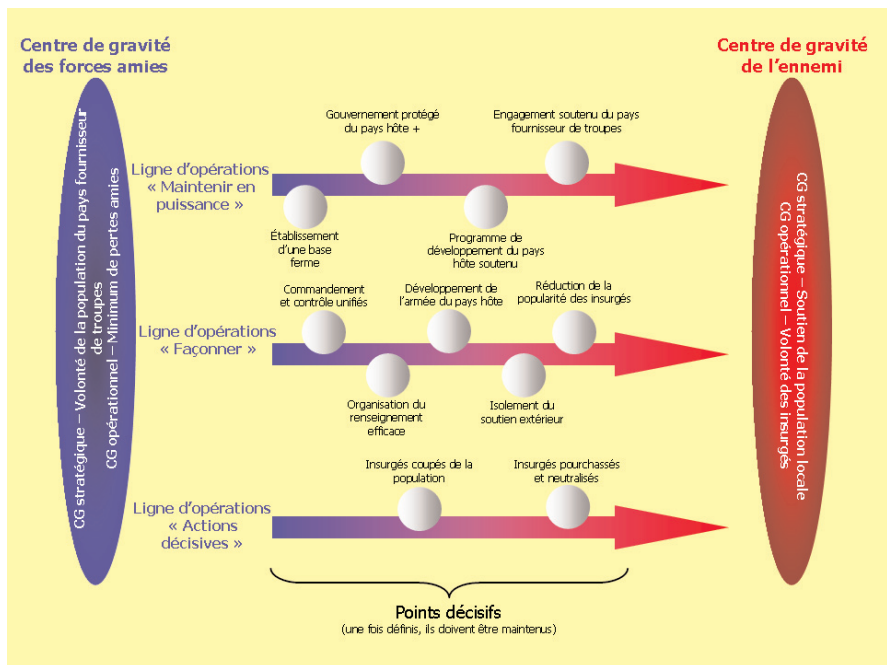 Centre de gravité
des forces amies
Centre de gravité
de l'ennemi
CG stratégique – Volonté de la population du pays fournisseur
de troupes
CG opérationnel – Minimum de pertes amies
Ligne d'opérations
« Maintenir en
puissance »
Gouvernement protégé
du pays hôte +
Engagement soutenu du pays
fournisseur de troupes
Établissement
d'une base
ferme
Programme de
développement du pays
hôte soutenu
Ligne d'opérations
« Façonner »
Commandement
et contrôle unifiés
Développement de
l'armée du pays hôte
Réduction de la
popularité des insurgés
Organisation du
renseignement
efficace
Isolement du
soutien extérieur
Ligne d'opérations
« Actions
décisives »
Insurgés coupés de la
population
Insurgés pourchassés
et neutralisés
CG stratégique – Soutien de la population locale
CG opérationnel – Volonté des insurgés
Points décisifs
(une fois définis, ils doivent être maintenus)